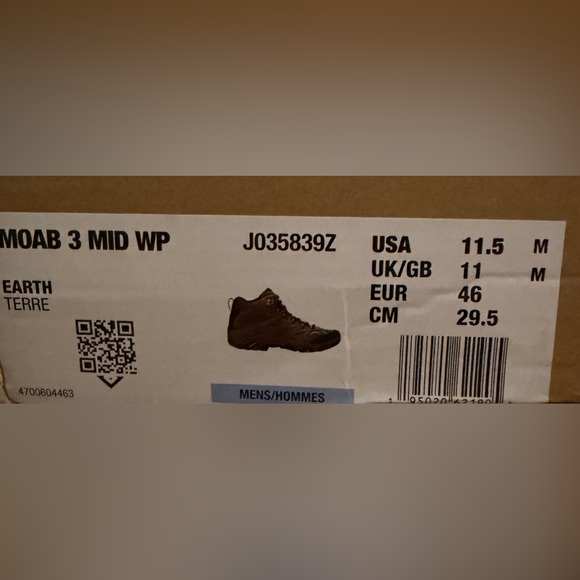 MOAB 3 MID WP
J035839Z
USA 11.5 M
UK/GB 11 M
EUR 46
CM 29.5
EARTH
TERRE
4700604463
MENS/HOMMES